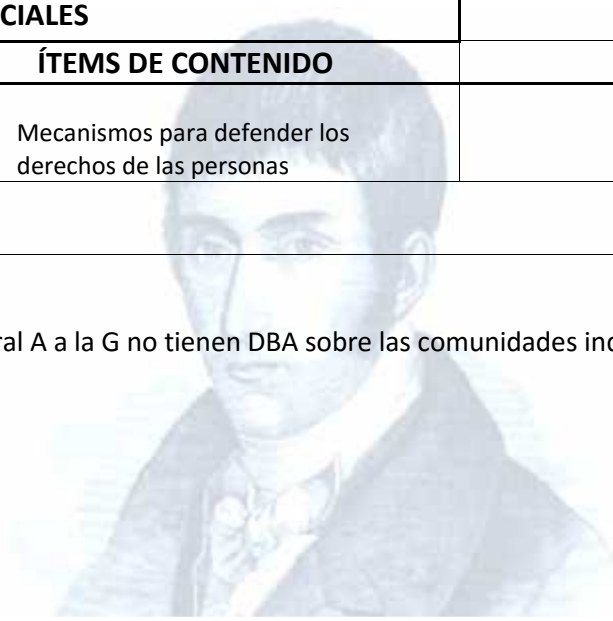 CIALES
ÍTEMS DE CONTENIDO
Mecanismos para defender los
derechos de las personas
ral A a la G no tienen DBA sobre las comunidades ind